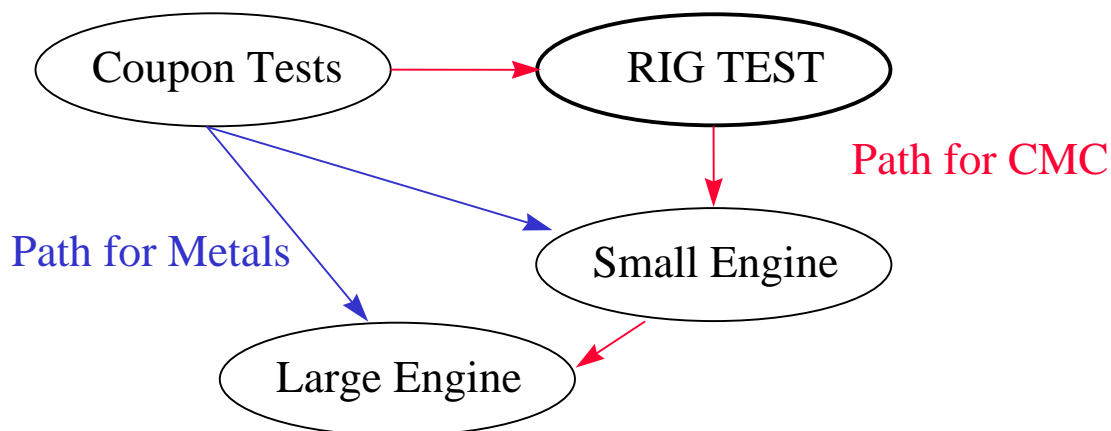 Coupon Tests
RIG TEST
Path for CMC
Path for Metals
Small Engine
Large Engine